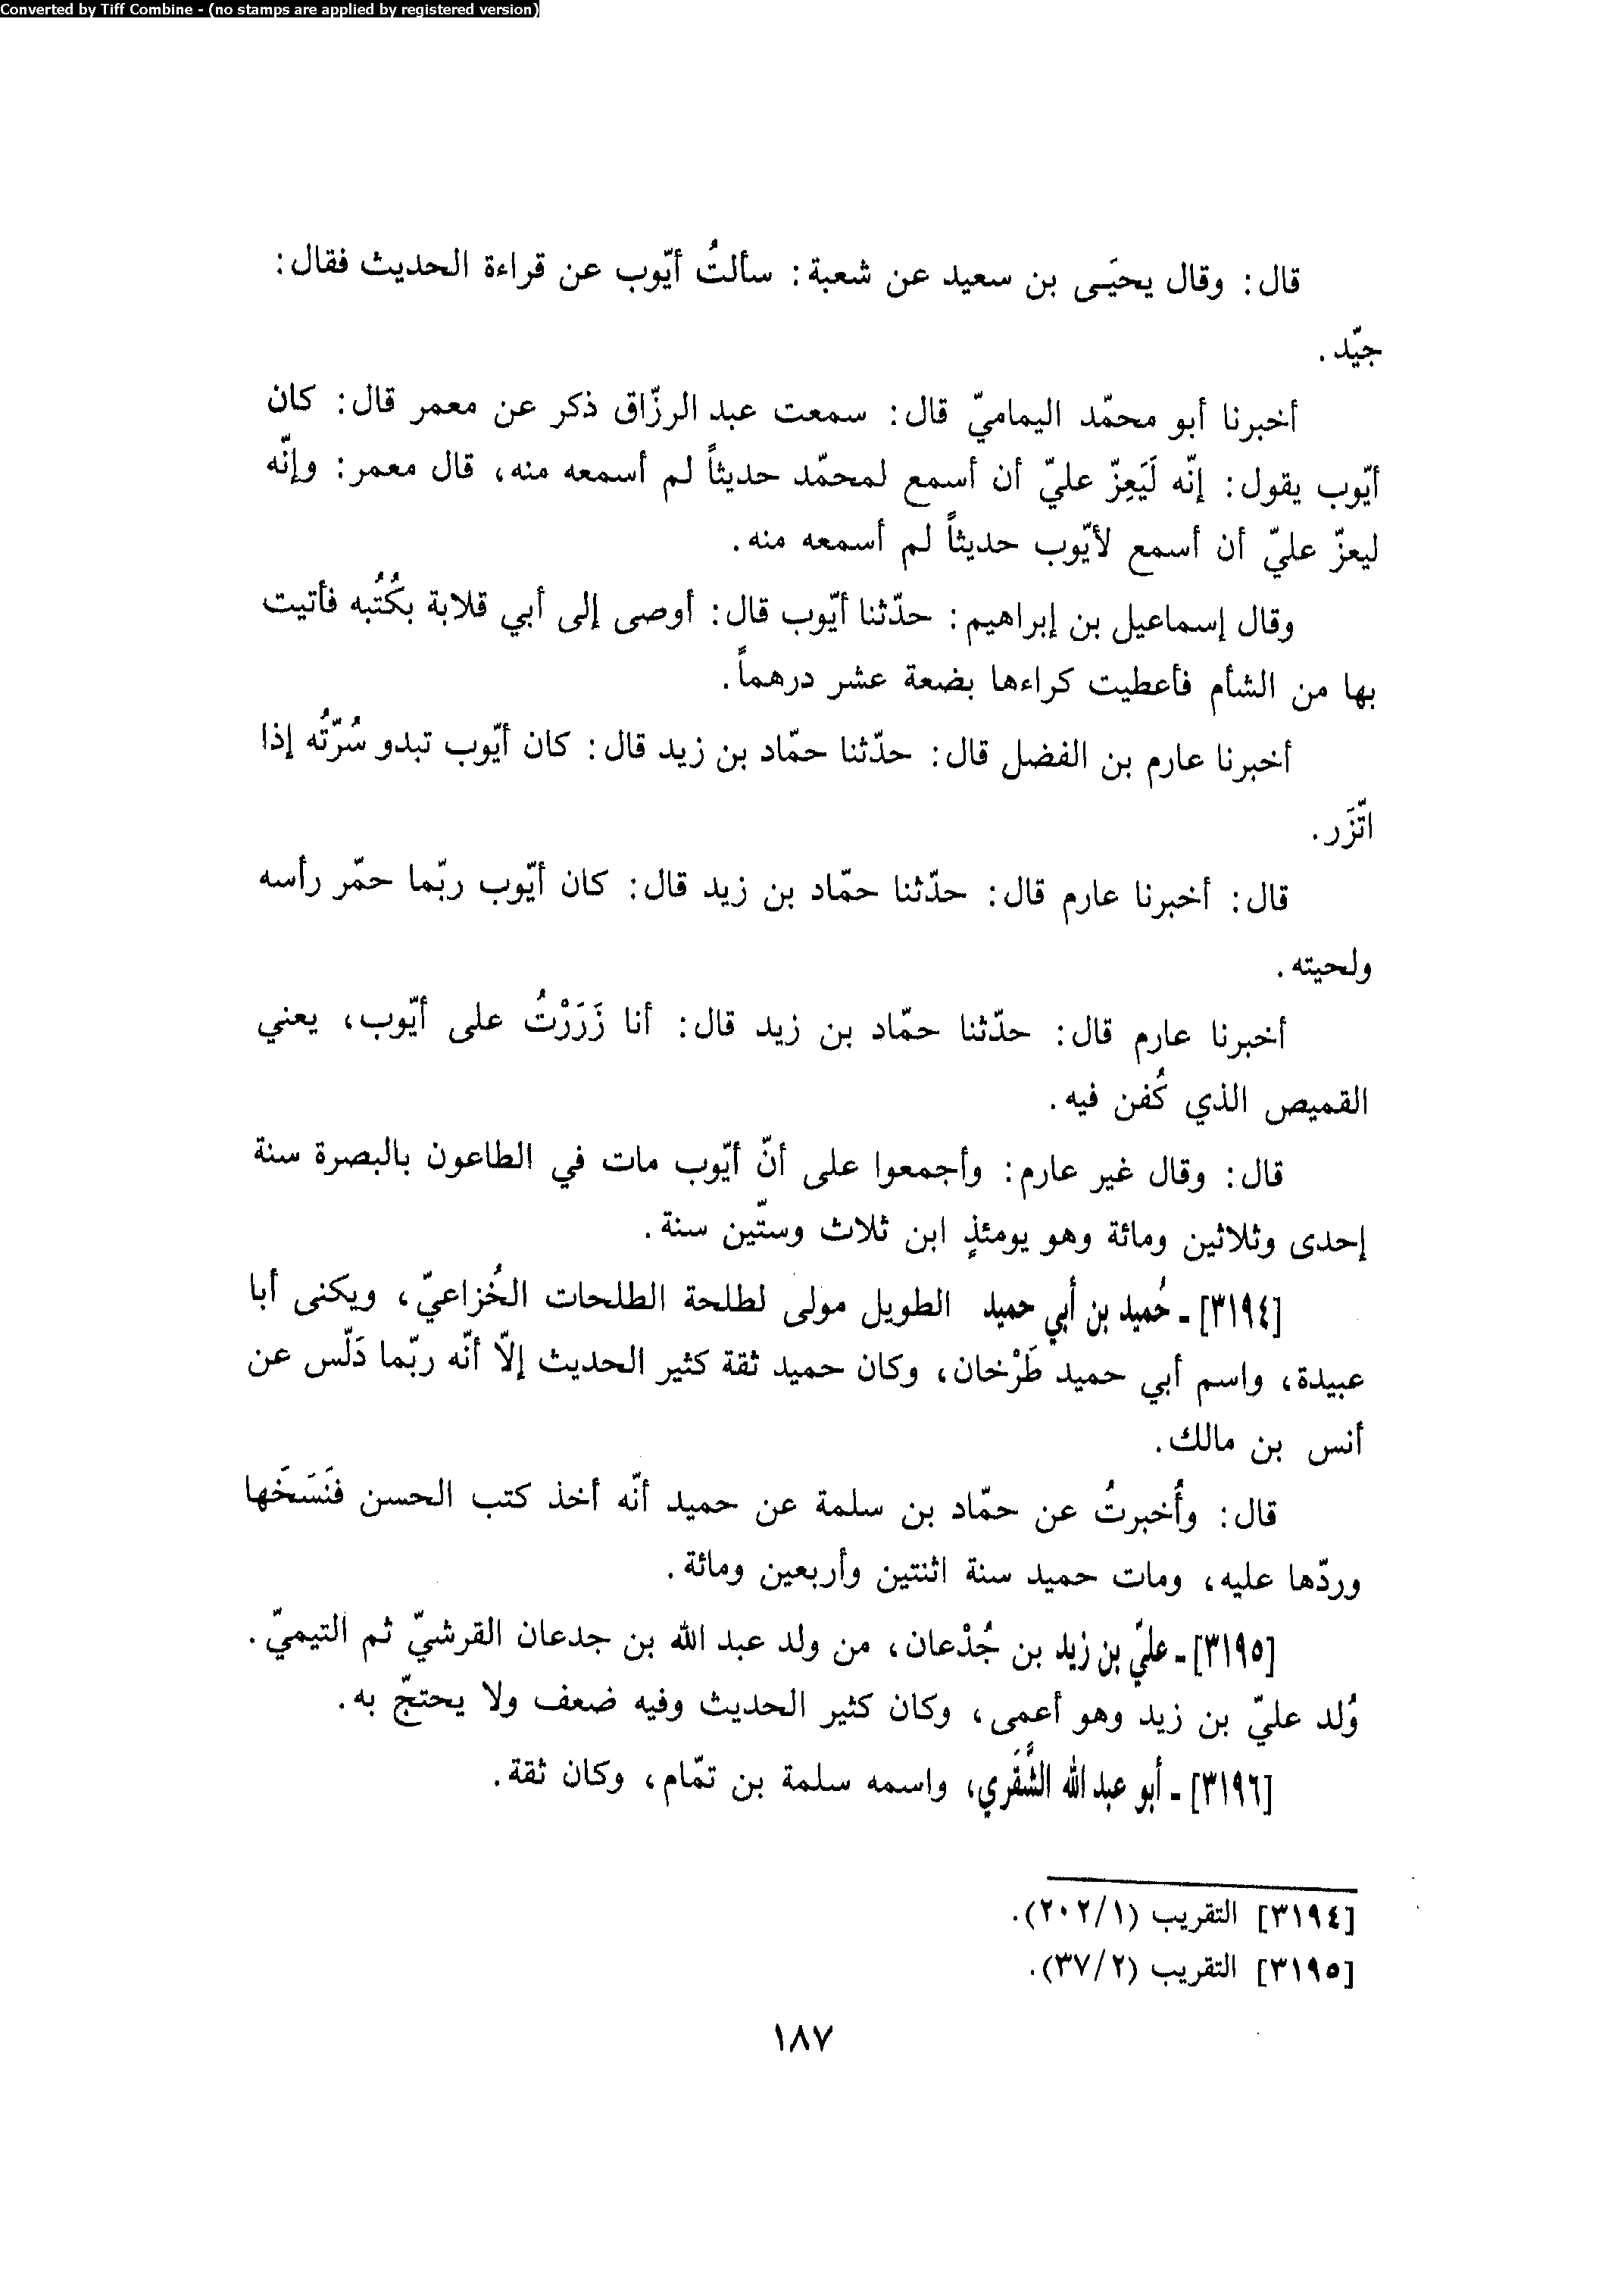 Converted by Tiff Combine - (no stamps are applied by registered version)
قال: وقال يحيَى بن سعيد عن شعبة: سألتُ أيّوب عن قراءة الحديث فقال:
جيّد.
أخبرنا أبو محمّد اليماميّ قال: سمعت عبد الرزّاق ذكر عن معمر قال: كان
أيّوب يقول: إنّه لَيَعِزّ عليّ أن أسمع لمحمّد حديثاً لم أسمعه منه، قال معمر: وإنّه
ليعزّ عليّ أن أسمع لأيّوب حديثاً لم أسمعه منه.
وقال إسماعيل بن إبراهيم: حدّثنا أيّوب قال: أوصى إلى أبي قلابة بكُتُبه فأتيت
بها من الشأم فأعطيت كراءها بضعة عشر درهماً.
أخبرنا عارم بن الفضل قال: حدّثنا حمّاد بن زيد قال: كان أيّوب تبدو سُرّتُه إذا
اتّزَر.
قال: أخبرنا عارم قال: حدّثنا حمّاد بن زيد قال: كان أيّوب ربّما حمّر رأسه
ولحيته.
أخبرنا عارم قال: حدّثنا حمّاد بن زيد قال: أنا زَرَرْتُ على أيّوب، يعني
القميص الذي كُفن فيه.
قال: وقال غير عارم: وأجمعوا على أنّ أيّوب مات في الطاعون بالبصرة سنة
إحدى وثلاثين ومائة وهو يومئذٍ ابن ثلاث وستّين سنة.
[٣١٩٤] - حُميد بن أبي حميد الطويل مولى لطلحة الطلحات الخُزاعيّ، ويكنى أبا
عبيدة، واسم أبي حميد طَرْخان، وكان حميد ثقة كثير الحديث إلاّ أنّه ربّما دَلّس عن
أنس بن مالك.
قال: وأُخبرتُ عن حمّاد بن سلمة عن حميد أنّه أخذ كتب الحسن فنَسَخَها
وردّها عليه، ومات حميد سنة اثنتين وأربعين ومائة.
[٣١٩٥] - عليّ بن زيد بن جُدْعان، من ولد عبد الله بن جدعان القرشيّ ثم التيميّ.
وُلد عليّ بن زيد وهو أعمى، وكان كثير الحديث وفيه ضعف ولا يحتجّ به.
[٣١٩٦] - أبو عبد الله الشَّقَري، واسمه سلمة بن تمّام، وكان ثقة.
[٣١٩٤] التقريب (٢٠٢/١).
[٣١٩٥] التقريب (٣٧/٢).
١٨٧